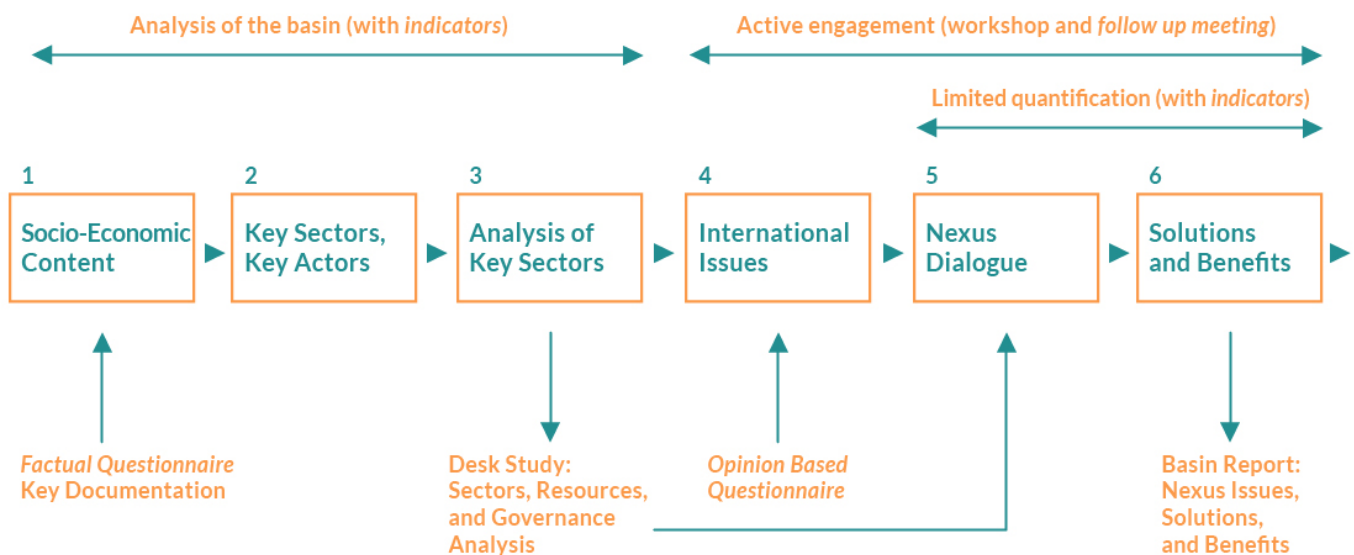 Analysis of the basin (with indicators)
Active engagement (workshop and follow up meeting)
Limited quantification (with indicators)
1
2
3
4
5
6
Socio-Economic
Content
Key Sectors,
Key Actors
Analysis of
Key Sectors
International
Issues
Nexus
Dialogue
Solutions
and Benefits
Factual Questionnaire
Key Documentation
Desk Study:
Sectors, Resources,
and Governance
Analysis
Opinion Based
Questionnaire
Basin Report:
Nexus Issues,
Solutions,
and Benefits